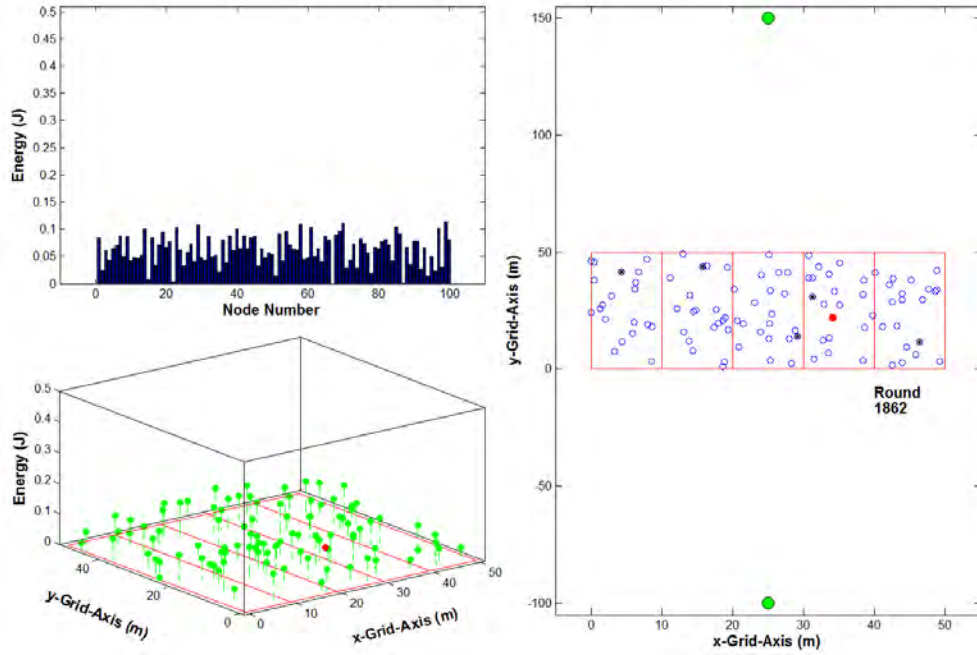 0.5
0.45
0.4
0.35
0.3
0.25
0.2
0.15
0.1
0.05
0
Energy (J)
0 20 40 60 80 100
Node Number
0.5
0.4
0.3
0.2
0.1
0
Energy (J)
40
20
0
y-Grid-Axis (m)
0 10 20 30 40 50
x-Grid-Axis (m)
150
100
50
0
-50
-100
y-Grid-Axis (m)
Round
1862
0 10 20 30 40 50
x-Grid-Axis (m)